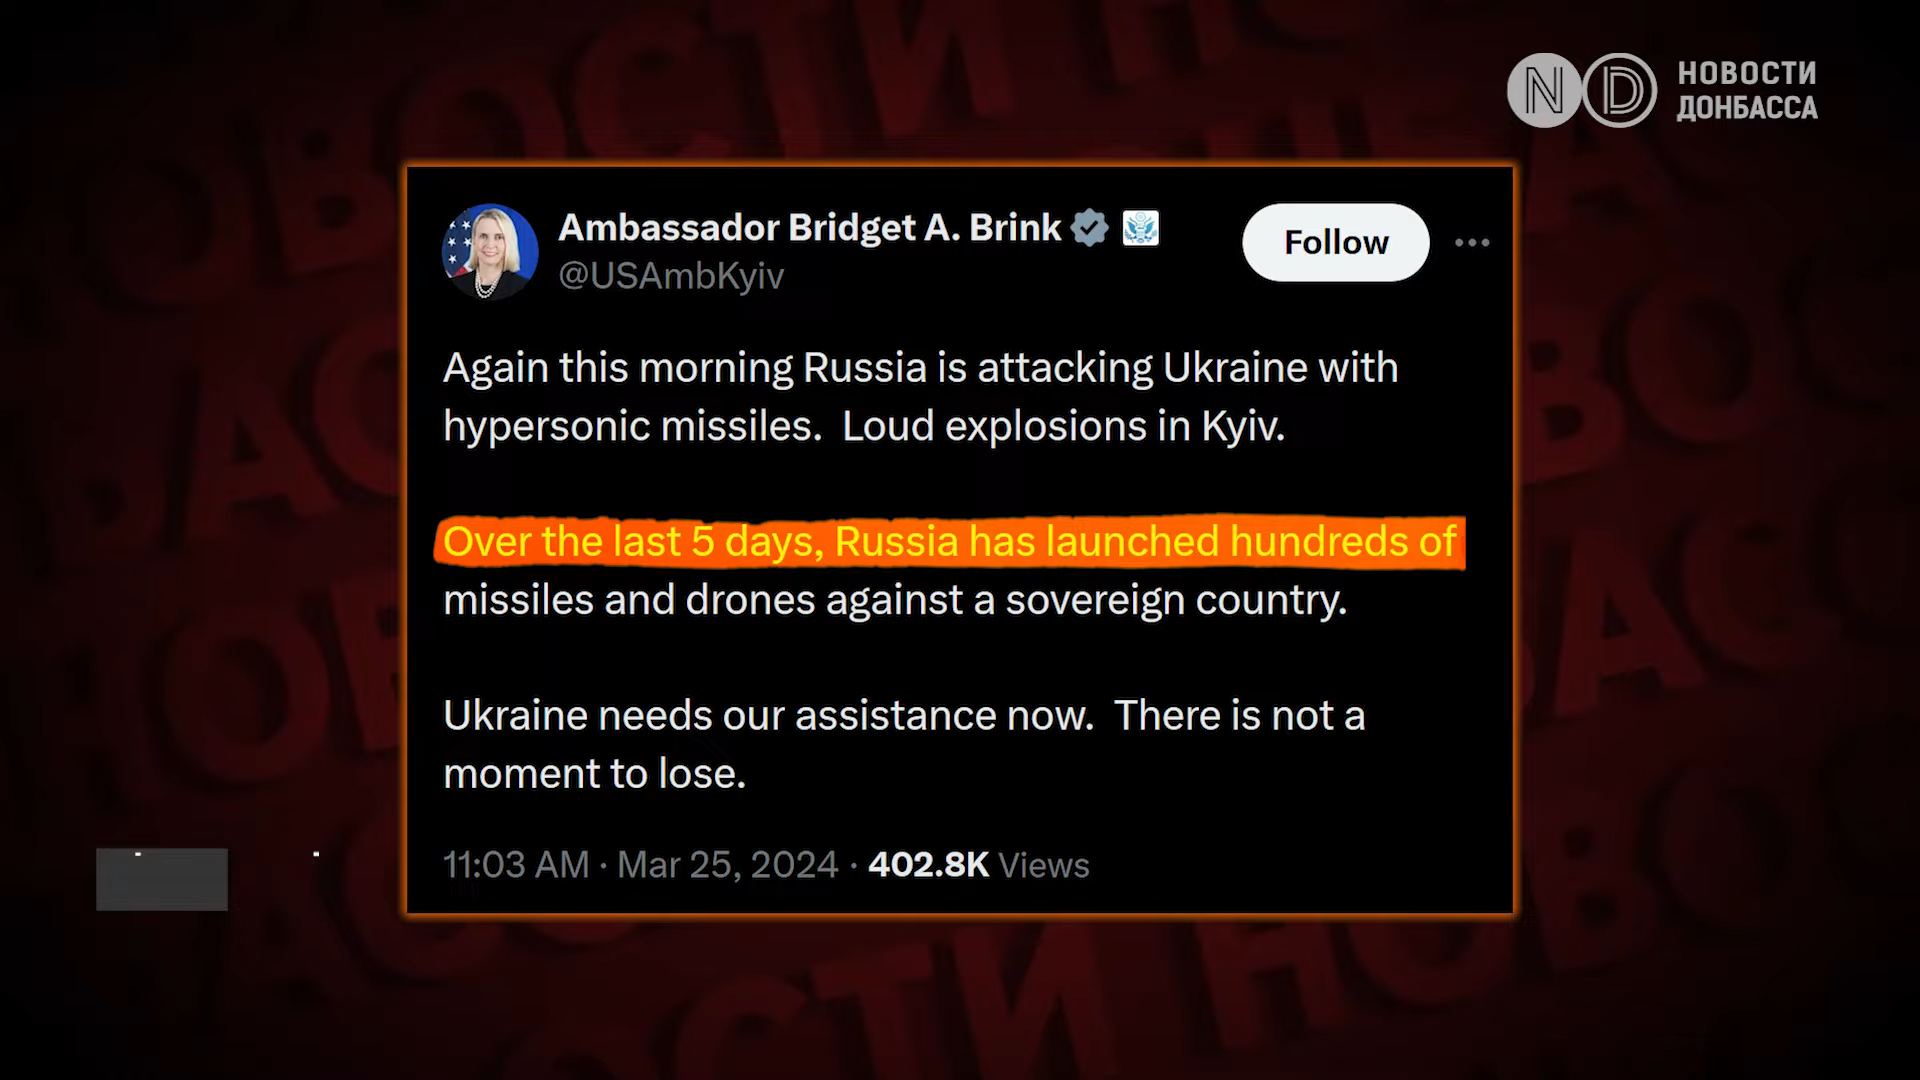 ND
НОВОСТИ
ДОНБАССА
Ambassador Bridget A. Brink
@USAmbKyiv
Follow
Again this morning Russia is attacking Ukraine with
hypersonic missiles.  Loud explosions in Kyiv.
Over the last 5 days, Russia has launched hundreds of
missiles and drones against a sovereign country.
Ukraine needs our assistance now.  There is not a
moment to lose.
11:03 AM · Mar 25, 2024 · 402.8K Views